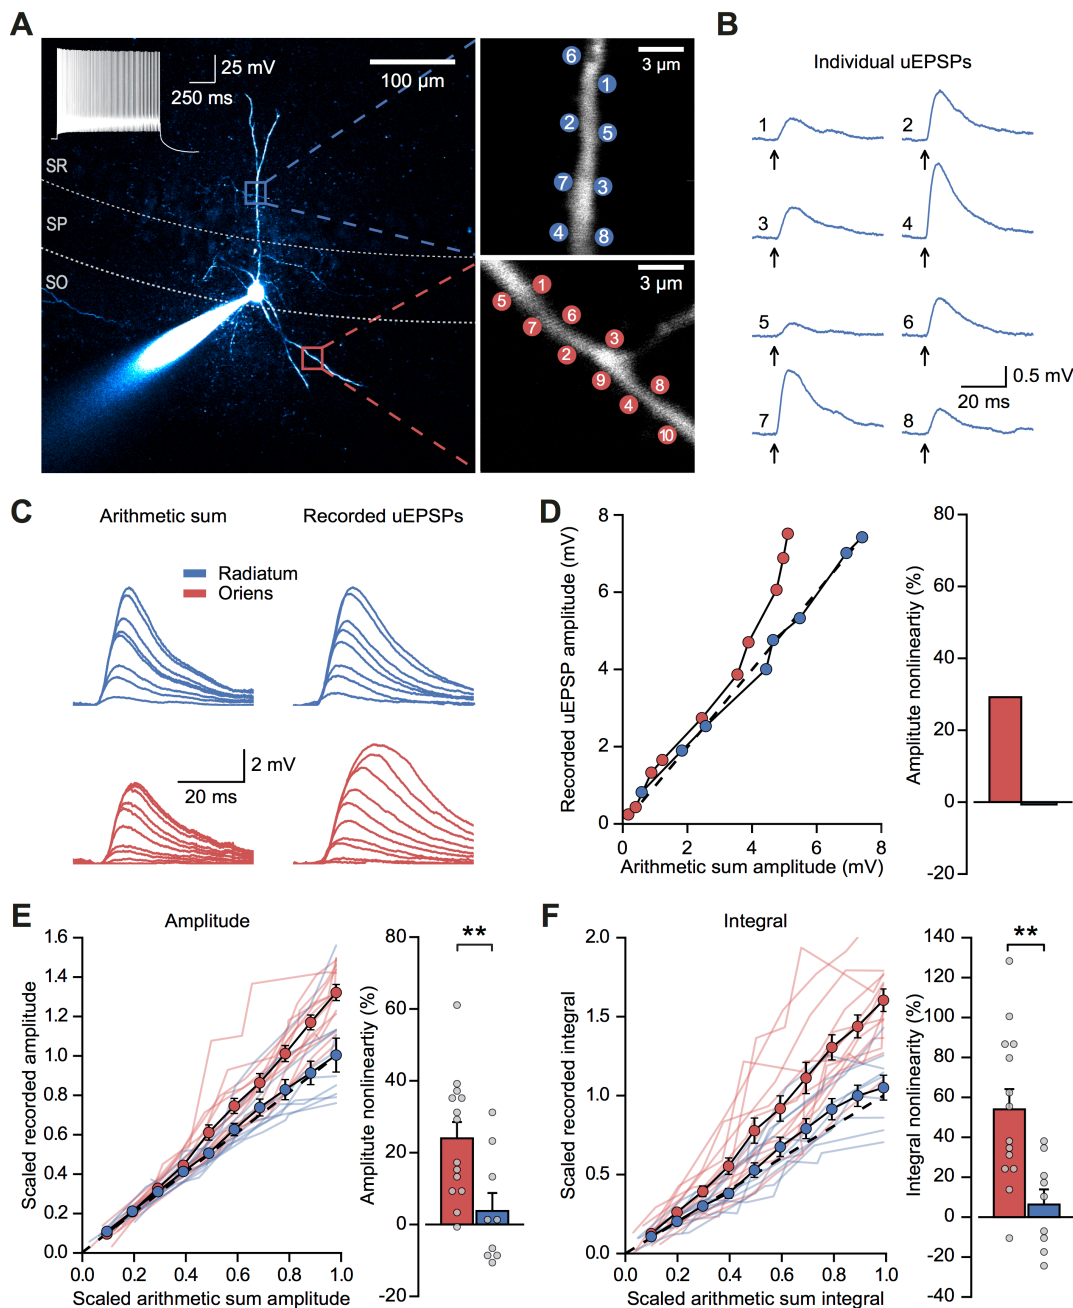 A
25 mV
250 ms
100 µm
SR
SP
SO
3 µm
6
1
2
5
7
3
4
8
3 µm
1
5
6
7
3
2
9
8
4
10
B
Individual uEPSPs
1
2
3
4
5
6
0.5 mV
20 ms
7
8
C
Arithmetic sum
Recorded uEPSPs
Radiatum
Oriens
2 mV
20 ms
D
Recorded uEPSP amplitude (mV)
8
6
4
2
0
0
2
4
6
8
Arithmetic sum amplitude (mV)
Amplitute nonlineartiy (%)
80
60
40
20
0
-20
E
Amplitude
Scaled recorded amplitude
1.6
1.4
1.2
1.0
0.8
0.6
0.4
0.2
0.0
0.0
0.2
0.4
0.6
0.8
1.0
Scaled arithmetic sum amplitude
Amplitute nonlineartiy (%)
80
60
40
20
0
-20
**
F
Integral
Scaled recorded integral
2.0
1.5
1.0
0.5
0.0
0.0
0.2
0.4
0.6
0.8
1.0
Scaled arithmetic sum integral
Integral nonlineartiy (%)
140
120
100
80
60
40
20
0
-20
-40
**